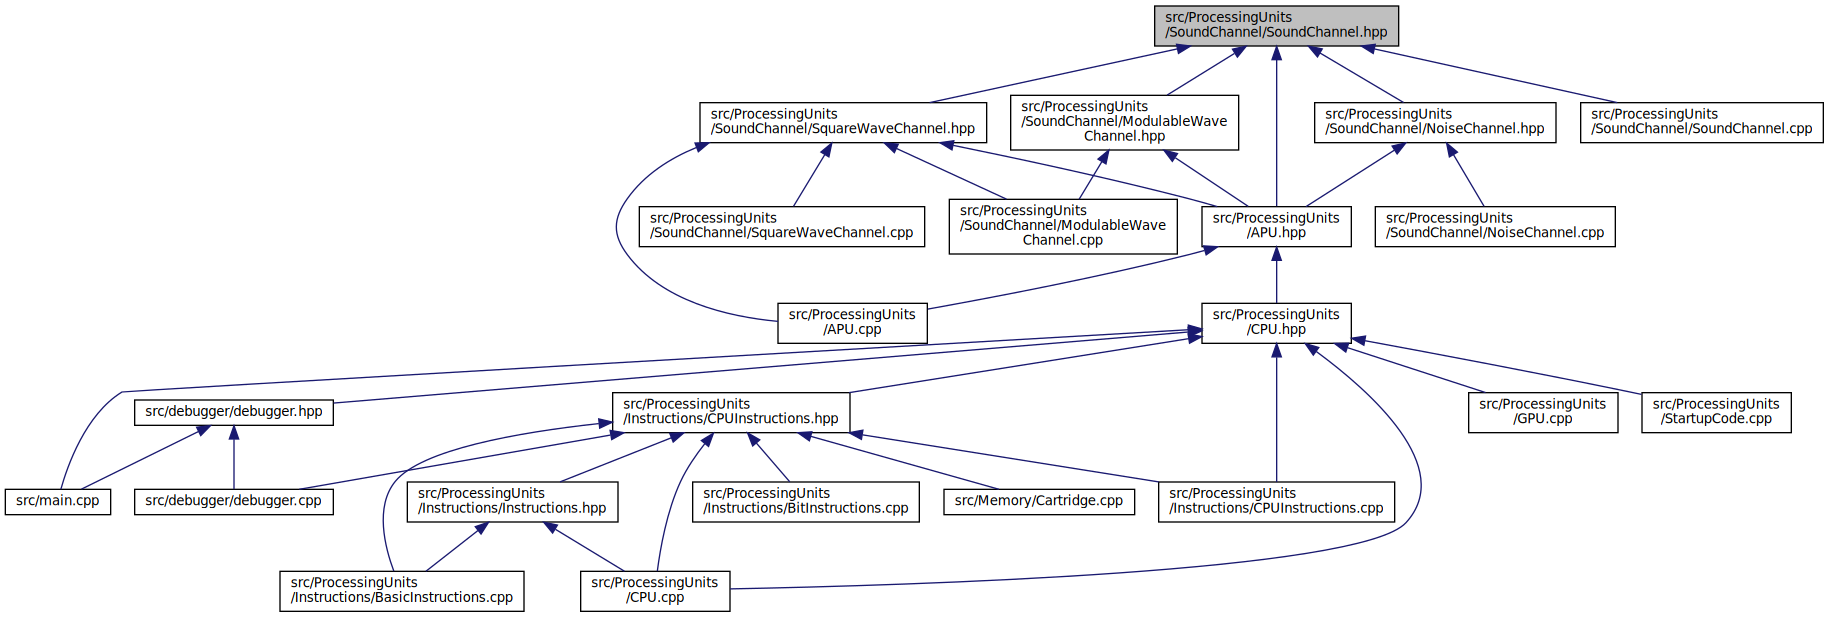 src/ProcessingUnits
/SoundChannel/SoundChannel.hpp
src/ProcessingUnits
/SoundChannel/SquareWaveChannel.hpp
src/ProcessingUnits
/SoundChannel/ModulableWave
Channel.hpp
src/ProcessingUnits
/SoundChannel/NoiseChannel.hpp
src/ProcessingUnits
/SoundChannel/SoundChannel.cpp
src/ProcessingUnits
/SoundChannel/SquareWaveChannel.cpp
src/ProcessingUnits
/SoundChannel/ModulableWave
Channel.cpp
src/ProcessingUnits
/APU.hpp
src/ProcessingUnits
/SoundChannel/NoiseChannel.cpp
src/ProcessingUnits
/APU.cpp
src/ProcessingUnits
/CPU.hpp
src/debugger/debugger.hpp
src/ProcessingUnits
/Instructions/CPUInstructions.hpp
src/ProcessingUnits
/GPU.cpp
src/ProcessingUnits
/StartupCode.cpp
src/main.cpp
src/debugger/debugger.cpp
src/ProcessingUnits
/Instructions/Instructions.hpp
src/ProcessingUnits
/Instructions/BitInstructions.cpp
src/Memory/Cartridge.cpp
src/ProcessingUnits
/Instructions/CPUInstructions.cpp
src/ProcessingUnits
/Instructions/BasicInstructions.cpp
src/ProcessingUnits
/CPU.cpp